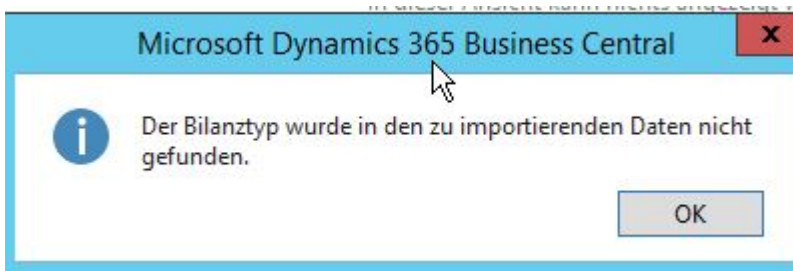 Microsoft Dynamics 365 Business Central
x
Der Bilanztyp wurde in den zu importierenden Daten nicht
gefunden.
OK